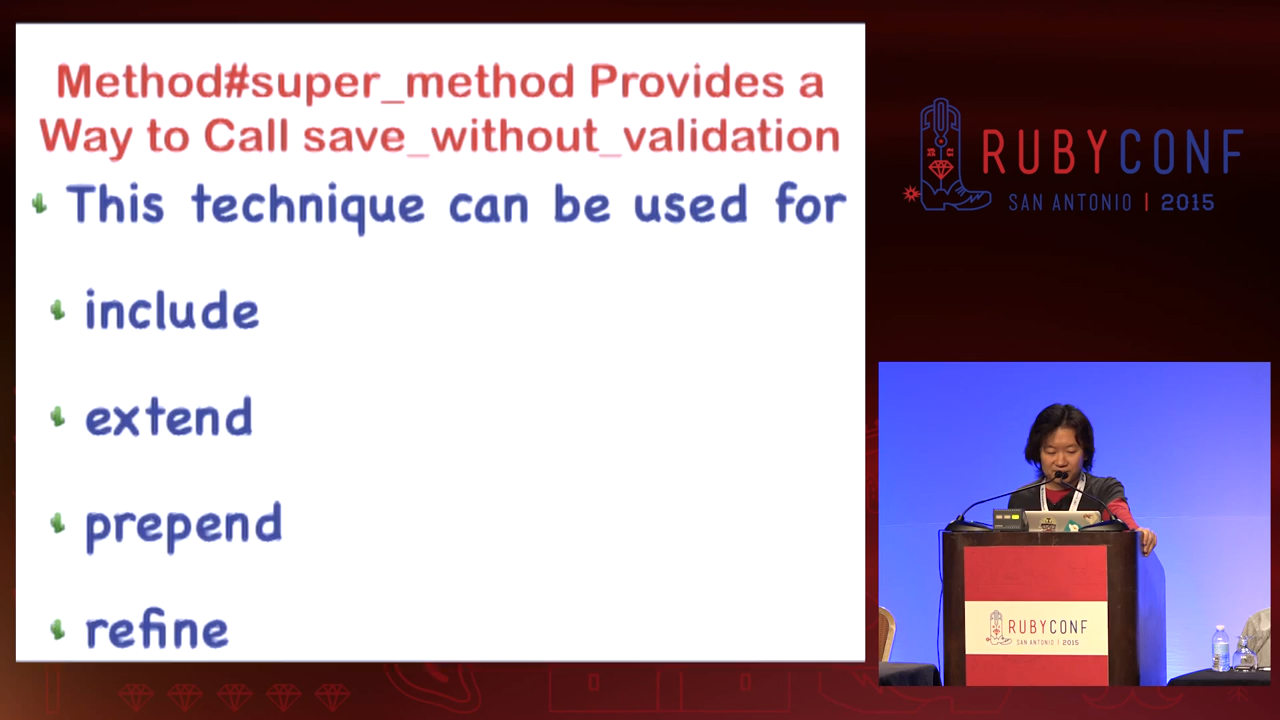 Method#super_method Provides a
Way to Call save_without_validation
This technique can be used for
include
extend
prepend
refine
RUBYCONF
SAN ANTONIO | 2015
RUBYCONF
SAN ANTONIO | 2015